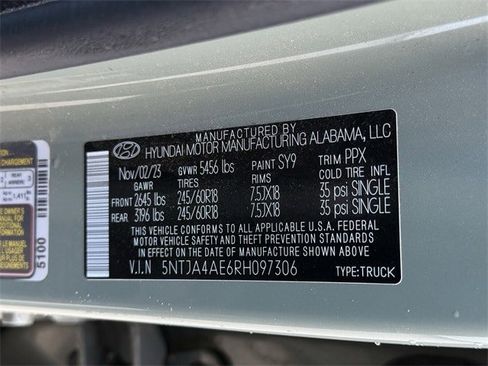 MANUFACTURED BY
HYUNDAI MOTOR MANUFACTURING ALABAMA, LLC
Nov/02/23 GVWR 5456 lbs PAINT SY9 TRIM PPX
GAWR TIRES RIMS COLD TIRE INFL
FRONT 2645 lbs 245/60R18 7.5JX18 35 psi SINGLE
REAR 3196 lbs 245/60R18 7.5JX18 35 psi SINGLE
THIS VEHICLE CONFORMS TO ALL APPLICABLE U.S.A. FEDERAL
MOTOR VEHICLE SAFETY AND THEFT PREVENTION STANDARDS
IN EFFECT ON THE DATE OF MANUFACTURE SHOWN ABOVE.
V.I.N 5NTJA4AE6RH097306 TYPE:TRUCK
CHARGEMENT
5100